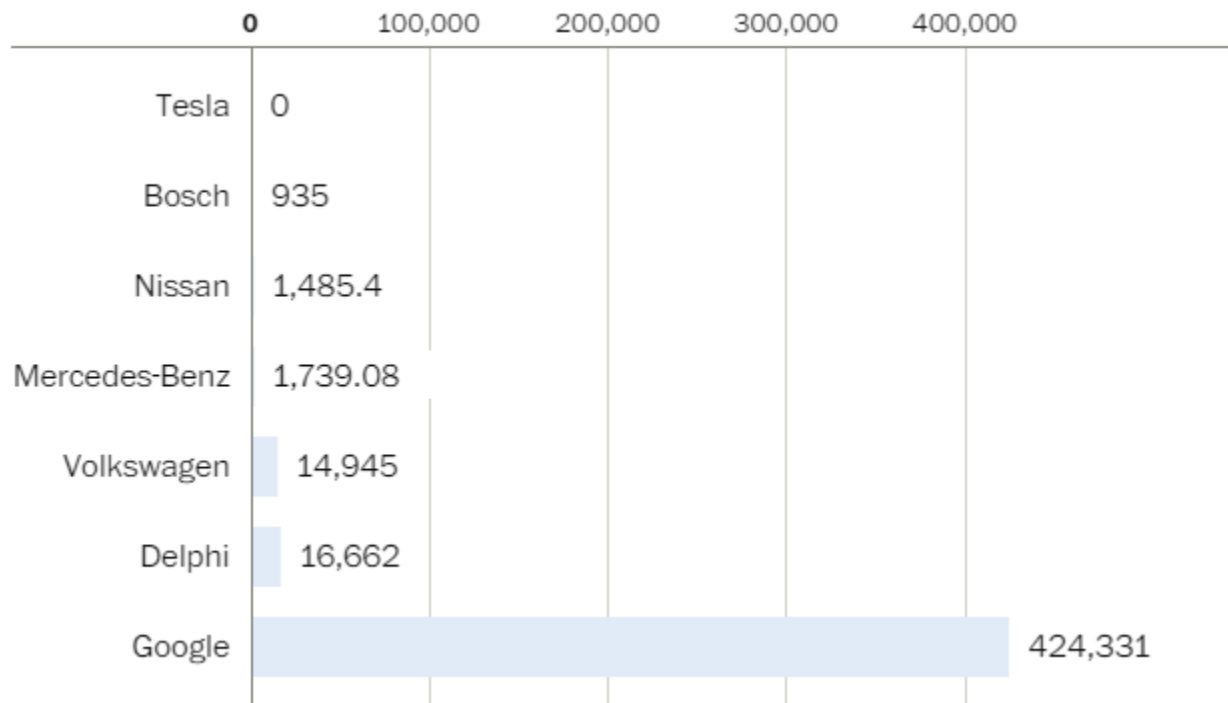 0 100,000 200,000 300,000 400,000
Tesla 0
Bosch 935
Nissan 1,485.4
Mercedes-Benz 1,739.08
Volkswagen 14,945
Delphi 16,662
Google 424,331